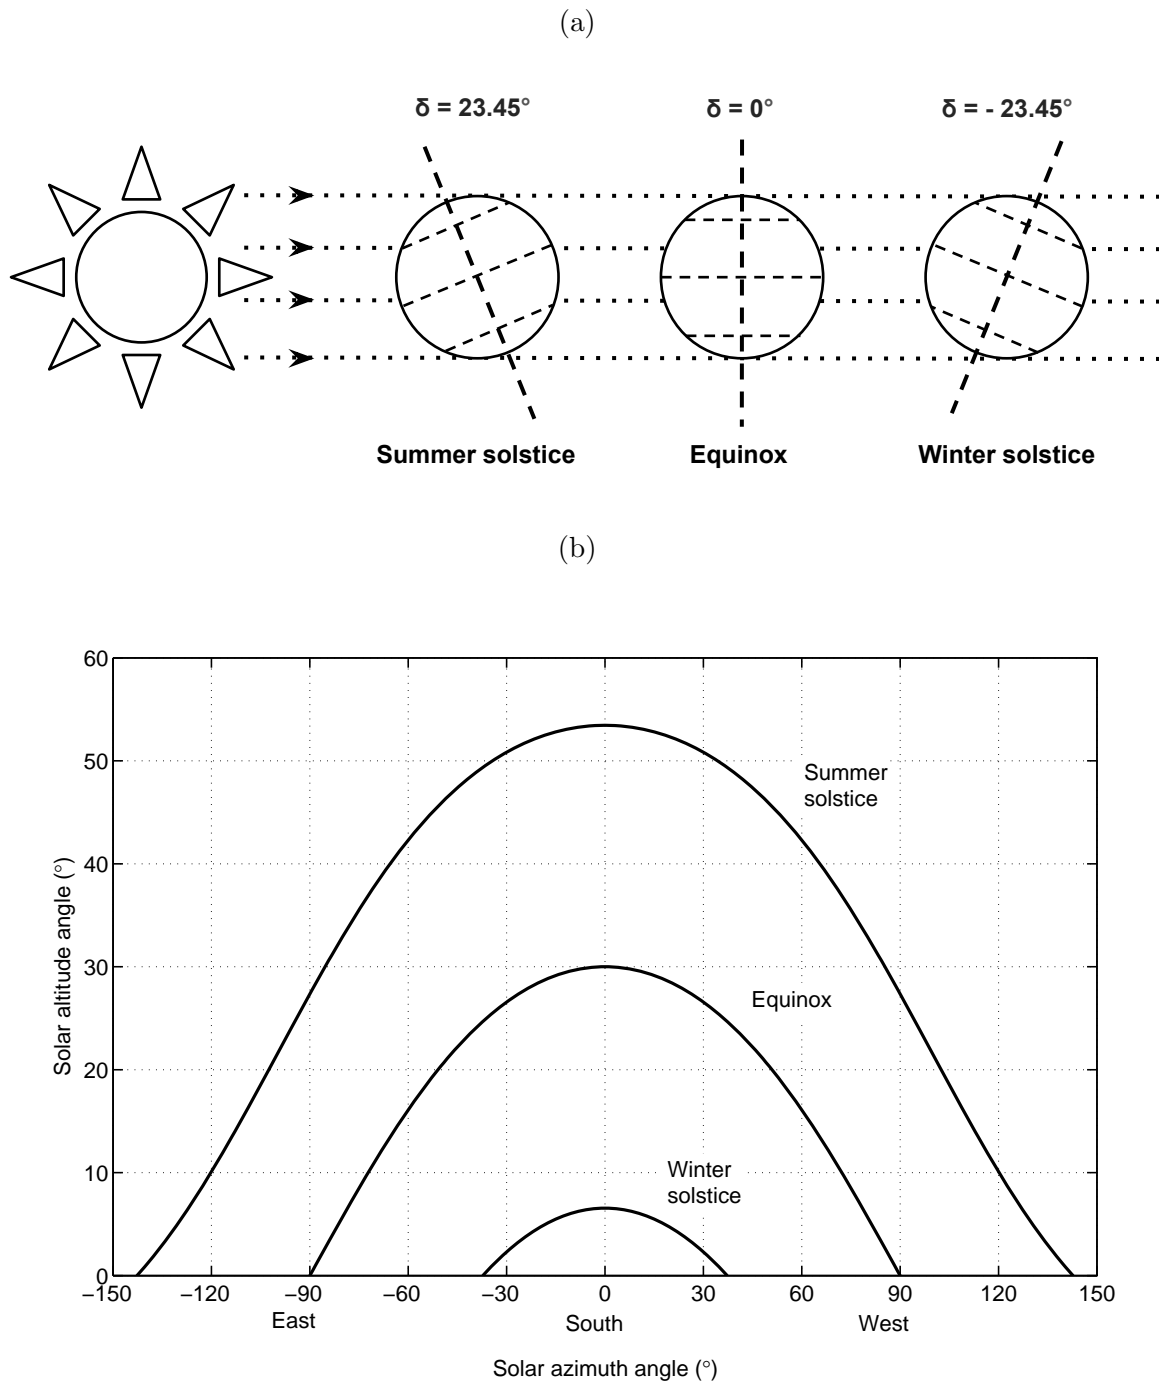 (a)
δ = 23.45° δ = 0° δ = - 23.45°
Summer solstice Equinox Winter solstice
(b)
60
50
40
30
20
10
0
Solar altitude angle (°)
Summer
solstice
Equinox
Winter
solstice
−150 −120 −90 −60 −30 0 30 60 90 120 150
East South West
Solar azimuth angle (°)